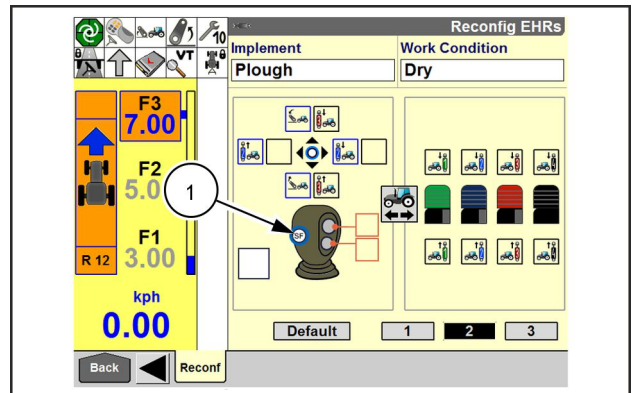 10
VT
Reconfig EHRs
Implement
Work Condition
Plough
Dry
F3
7.00
F2
5.0
1
F1
3.00
R 12
SF
kph
0.00
Default
1
2
3
Back
Reconf